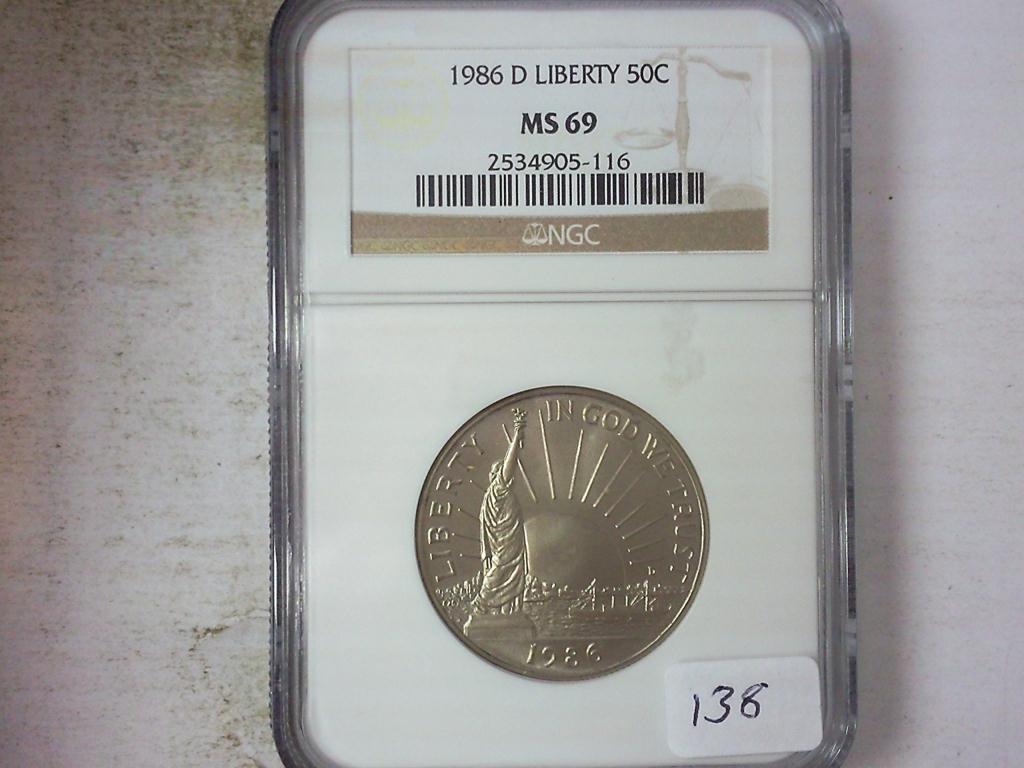 1986 D LIBERTY 50C
MS 69
2534905-116
NGC
LIBERTY
IN GOD WE TRUST
D
1986
138